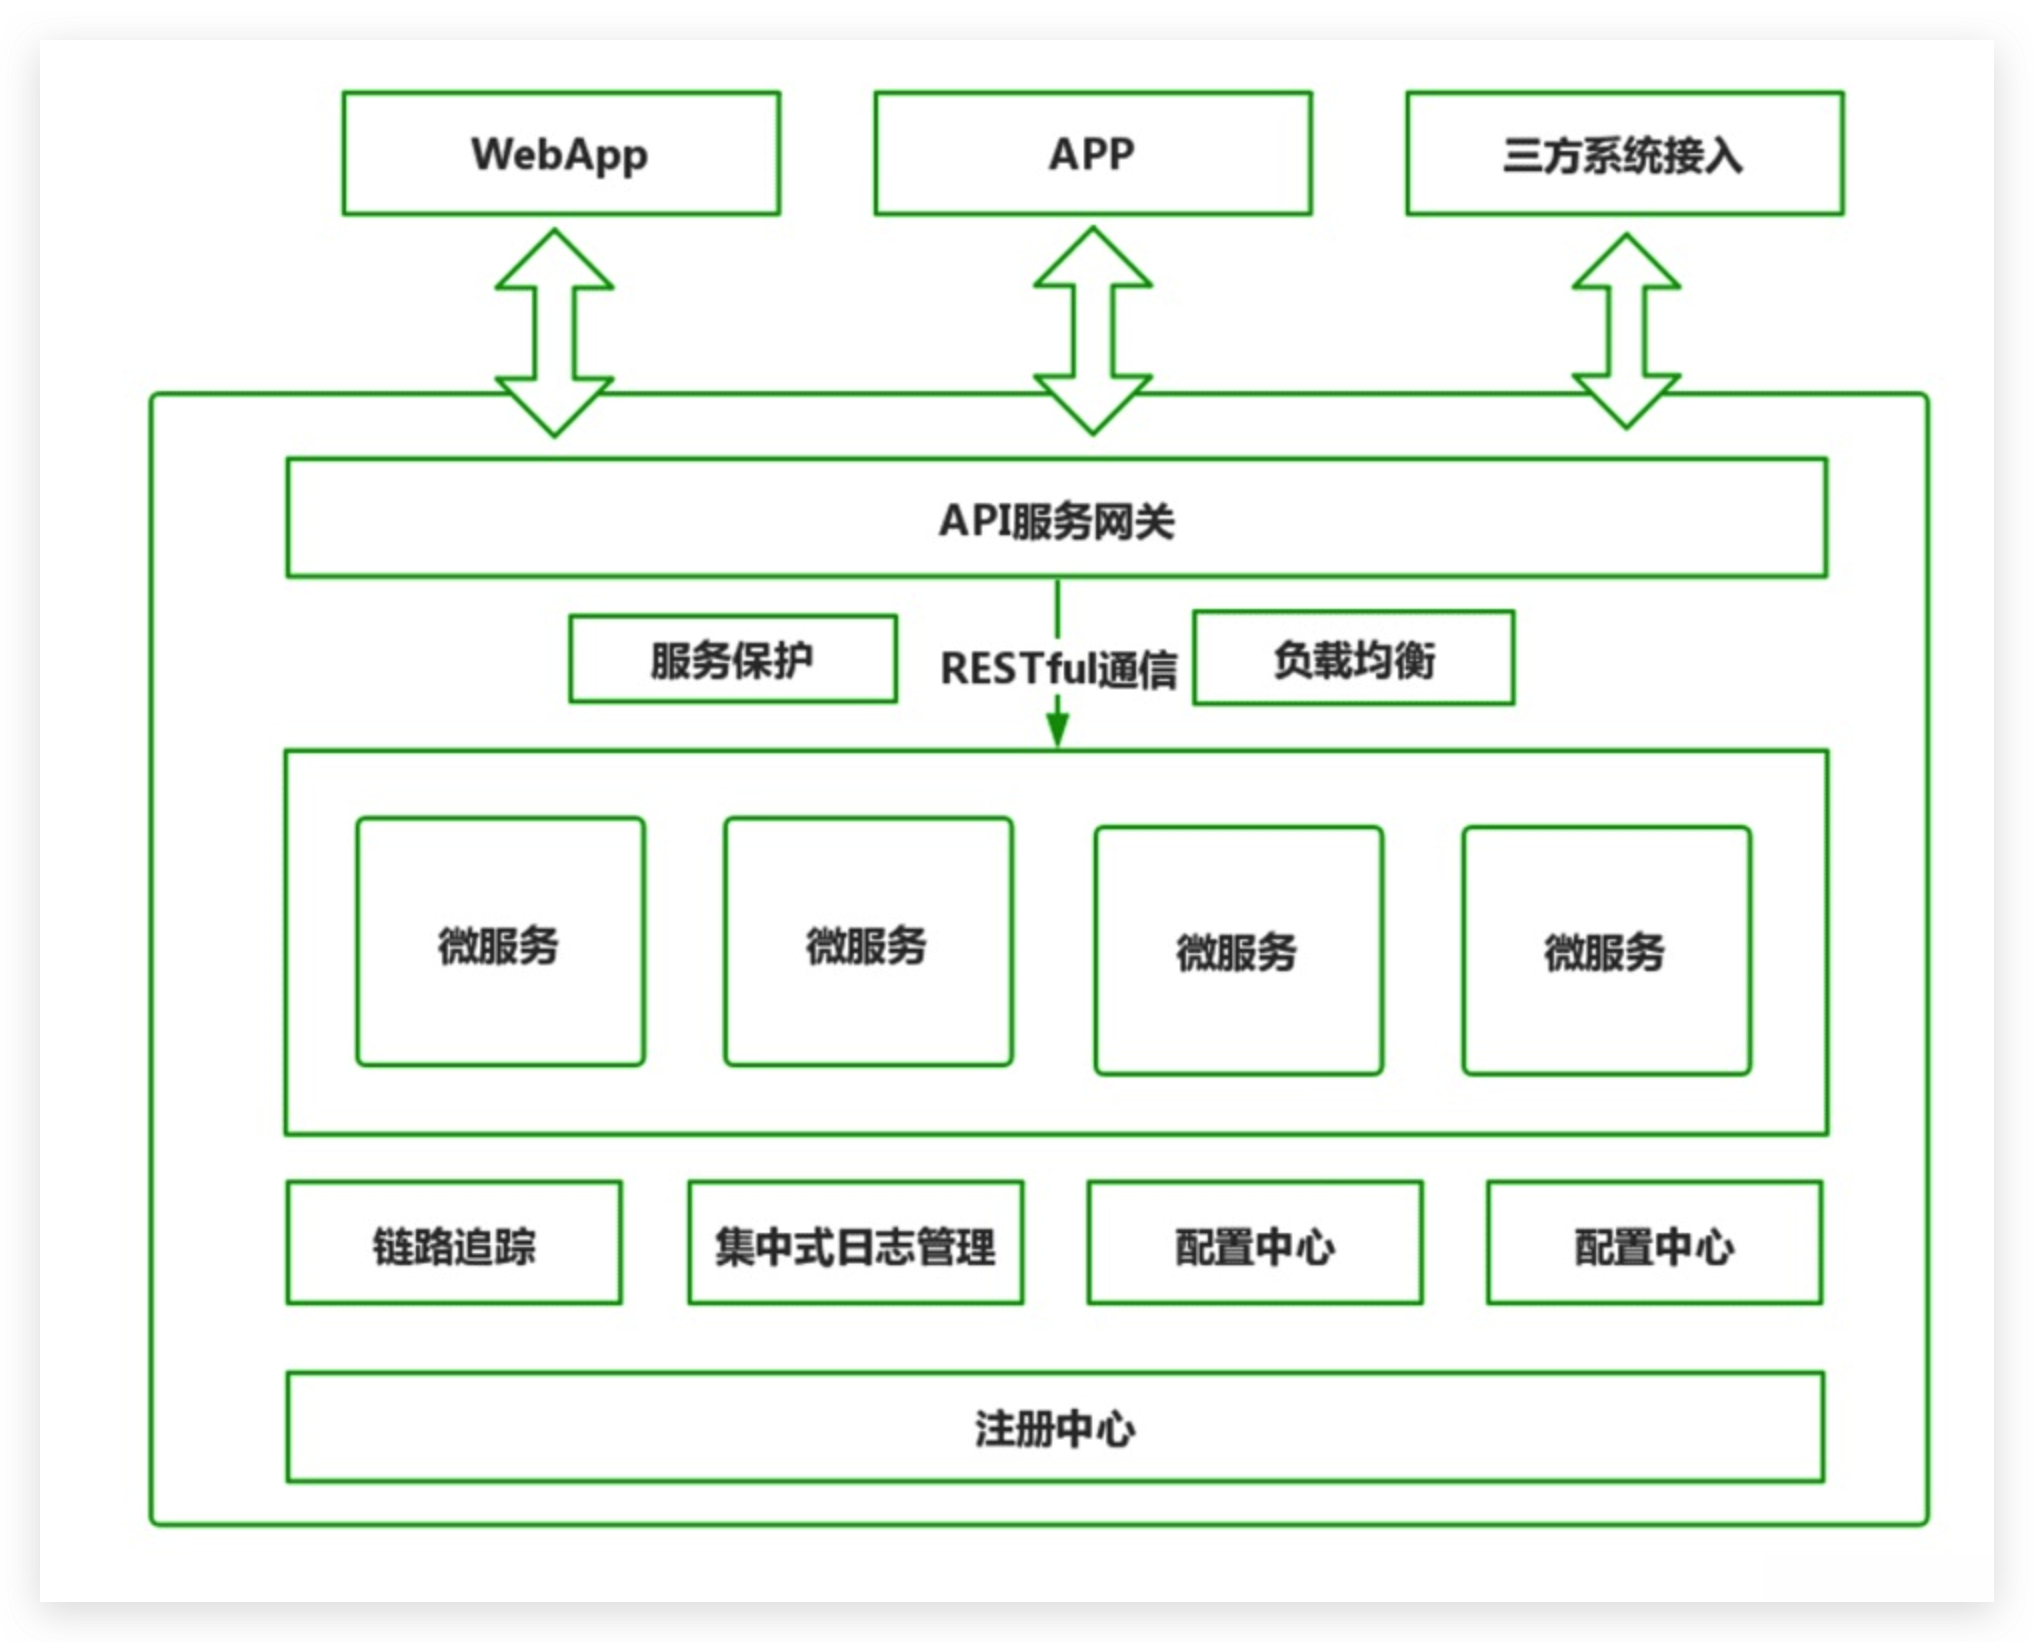 WebApp
APP
三方系统接入
API服务网关
服务保护
RESTful通信
负载均衡
微服务
微服务
微服务
微服务
链路追踪
集中式日志管理
配置中心
配置中心
注册中心